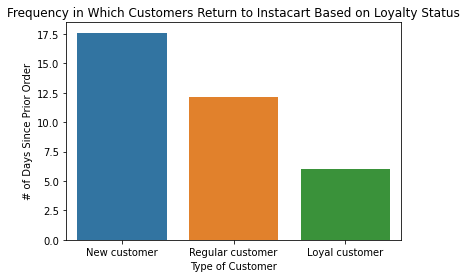 Frequency in Which Customers Return to Instacart Based on Loyalty Status
# of Days Since Prior Order
17.5
15.0
12.5
10.0
7.5
5.0
2.5
0.0
New customer Regular customer Loyal customer
Type of Customer